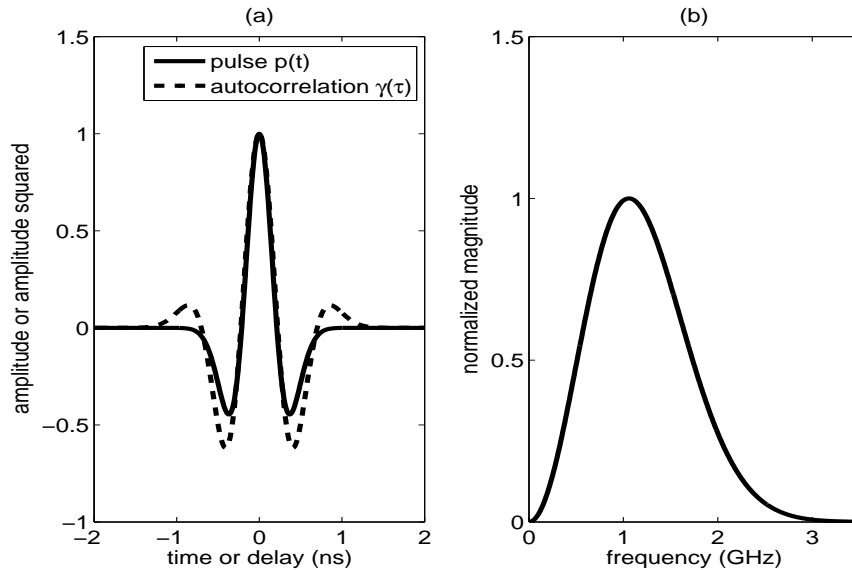 (a)
1.5
1
0.5
0
−0.5
−1
−2
−1
0
1
2
amplitude or amplitude squared
time or delay (ns)
pulse p(t)
autocorrelation γ(τ)
(b)
1.5
1
0.5
0
0
1
2
3
normalized magnitude
frequency (GHz)